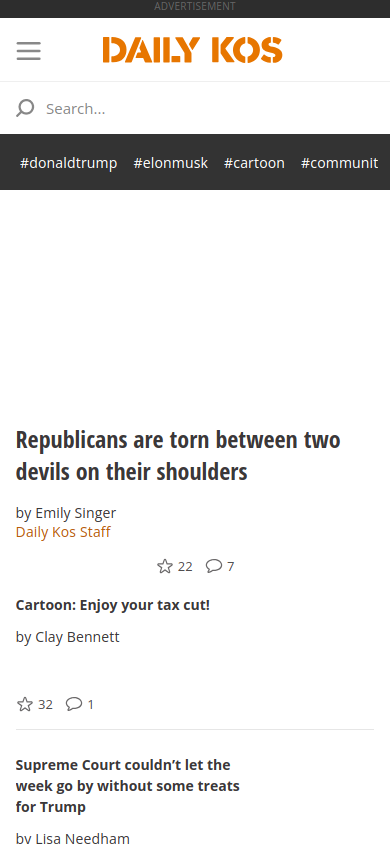 ADVERTISEMENT
DAILY KOS
Search...
#donaldtrump #elonmusk #cartoon #communit
Republicans are torn between two
devils on their shoulders
by Emily Singer
Daily Kos Staff
22 7
Cartoon: Enjoy your tax cut!
by Clay Bennett
32 1
Supreme Court couldn’t let the
week go by without some treats
for Trump
by Lisa Needham